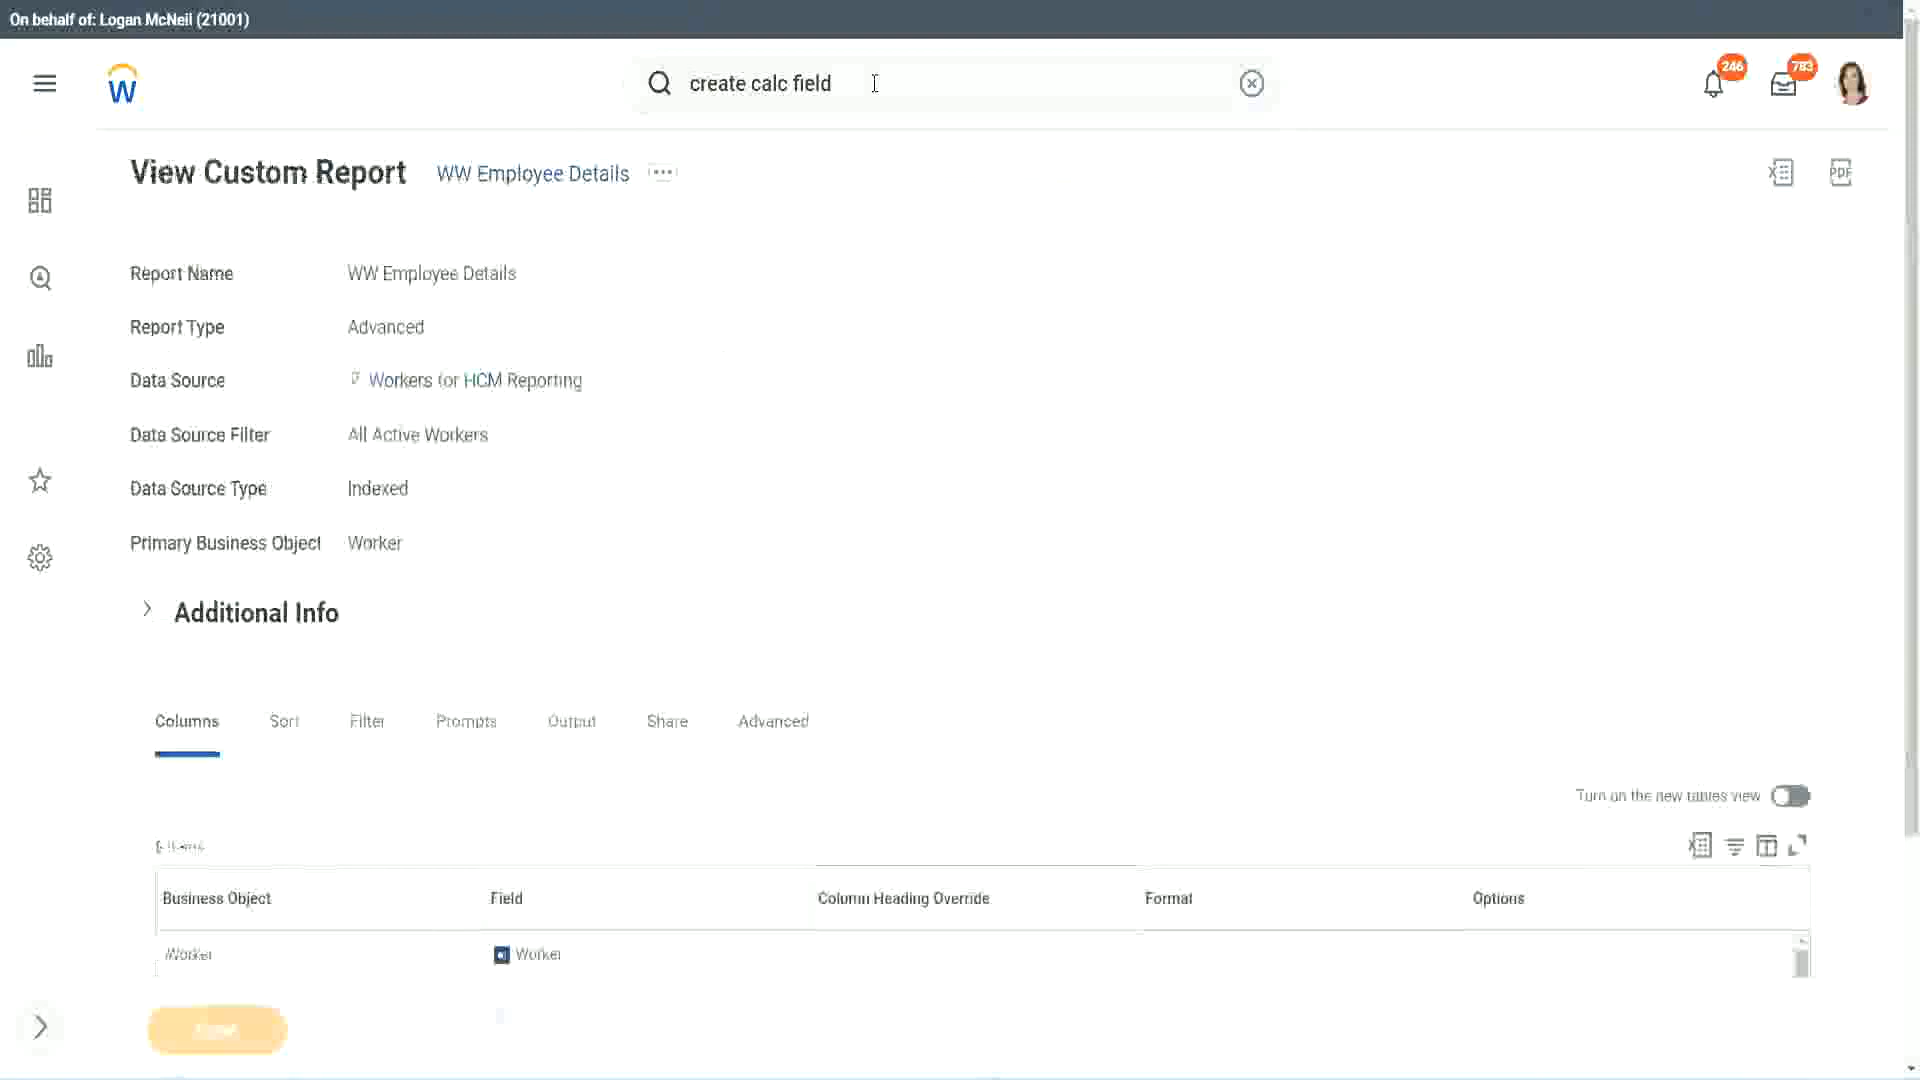 On behalf of: Logan McNeil (21001)
create calc field
246
783
View Custom Report WW Employee Details
PDF
Report Name WW Employee Details
Report Type Advanced
Data Source Workers for HCM Reporting
Data Source Filter All Active Workers
Data Source Type Indexed
Primary Business Object Worker
Additional Info
Columns Sort Filter Prompts Output Share Advanced
Turn on the new tables view
Business Object Field Column Heading Override Format Options
Worker Worker